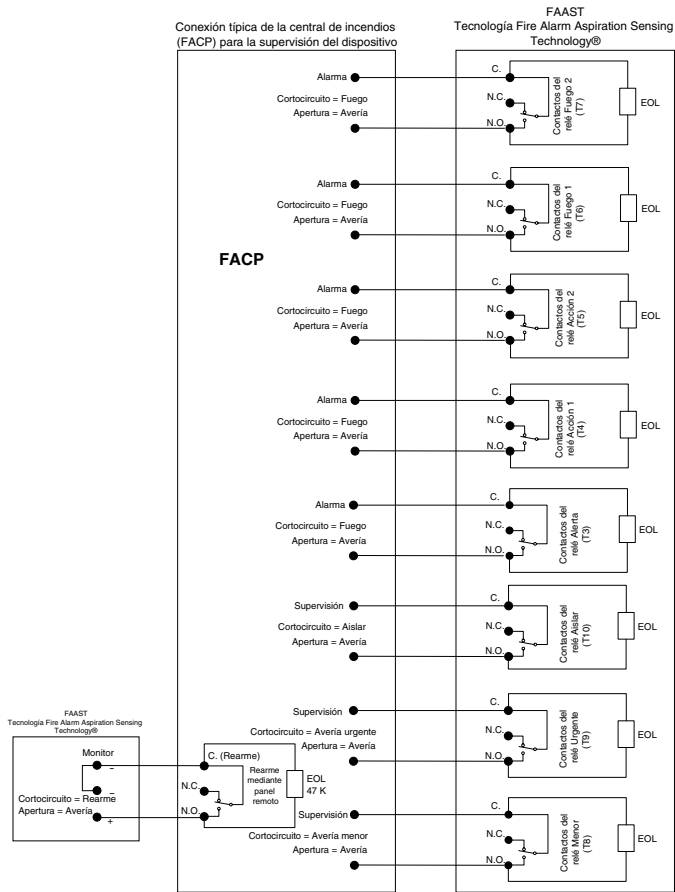 Conexión típica de la central de incendios
(FACP) para la supervisión del dispositivo
FAAST
Tecnología Fire Alarm Aspiration Sensing
Technology®
Alarma
Cortocircuito = Fuego
Apertura = Avería
C.
N.C.
N.O.
Contactos del
relé Fuego 2
(T7)
EOL
Alarma
Cortocircuito = Fuego
Apertura = Avería
C.
N.C.
N.O.
Contactos del
relé Fuego 1
(T6)
EOL
FACP
Alarma
Cortocircuito = Fuego
Apertura = Avería
C.
N.C.
N.O.
Contactos del
relé Acción 2
(T5)
EOL
Alarma
Cortocircuito = Fuego
Apertura = Avería
C.
N.C.
N.O.
Contactos del
relé Acción 1
(T4)
EOL
Alarma
Cortocircuito = Fuego
Apertura = Avería
C.
N.C.
N.O.
Contactos del
relé Alerta
(T3)
EOL
Supervisión
Cortocircuito = Aislar
Apertura = Avería
C.
N.C.
N.O.
Contactos del
relé Aislar
(T10)
EOL
Supervisión
Cortocircuito = Avería urgente
Apertura = Avería
C.
N.C.
N.O.
Contactos del
relé Urgente
(T9)
EOL
FAAST
Tecnología Fire Alarm Aspiration Sensing
Technology®
Monitor
–
–
Cortocircuito = Rearme
Apertura = Avería
+
C. (Rearme)
N.C.
N.O.
Rearme
mediante
panel
remoto
EOL
47 K
Supervisión
Cortocircuito = Avería menor
Apertura = Avería
C.
N.C.
N.O.
Contactos del
relé Menor
(T8)
EOL